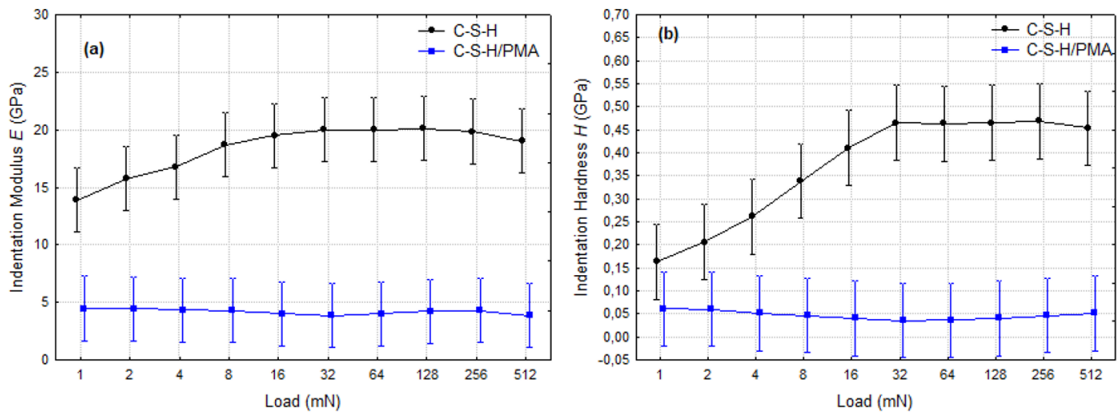 (a)
C-S-H
C-S-H/PMA
Indentation Modulus E (GPa)
30
25
20
15
10
5
0
1 2 4 8 16 32 64 128 256 512
Load (mN)
(b)
C-S-H
C-S-H/PMA
Indentation Hardness H (GPa)
0,70
0,65
0,60
0,55
0,50
0,45
0,40
0,35
0,30
0,25
0,20
0,15
0,10
0,05
0,00
-0,05
1 2 4 8 16 32 64 128 256 512
Load (mN)